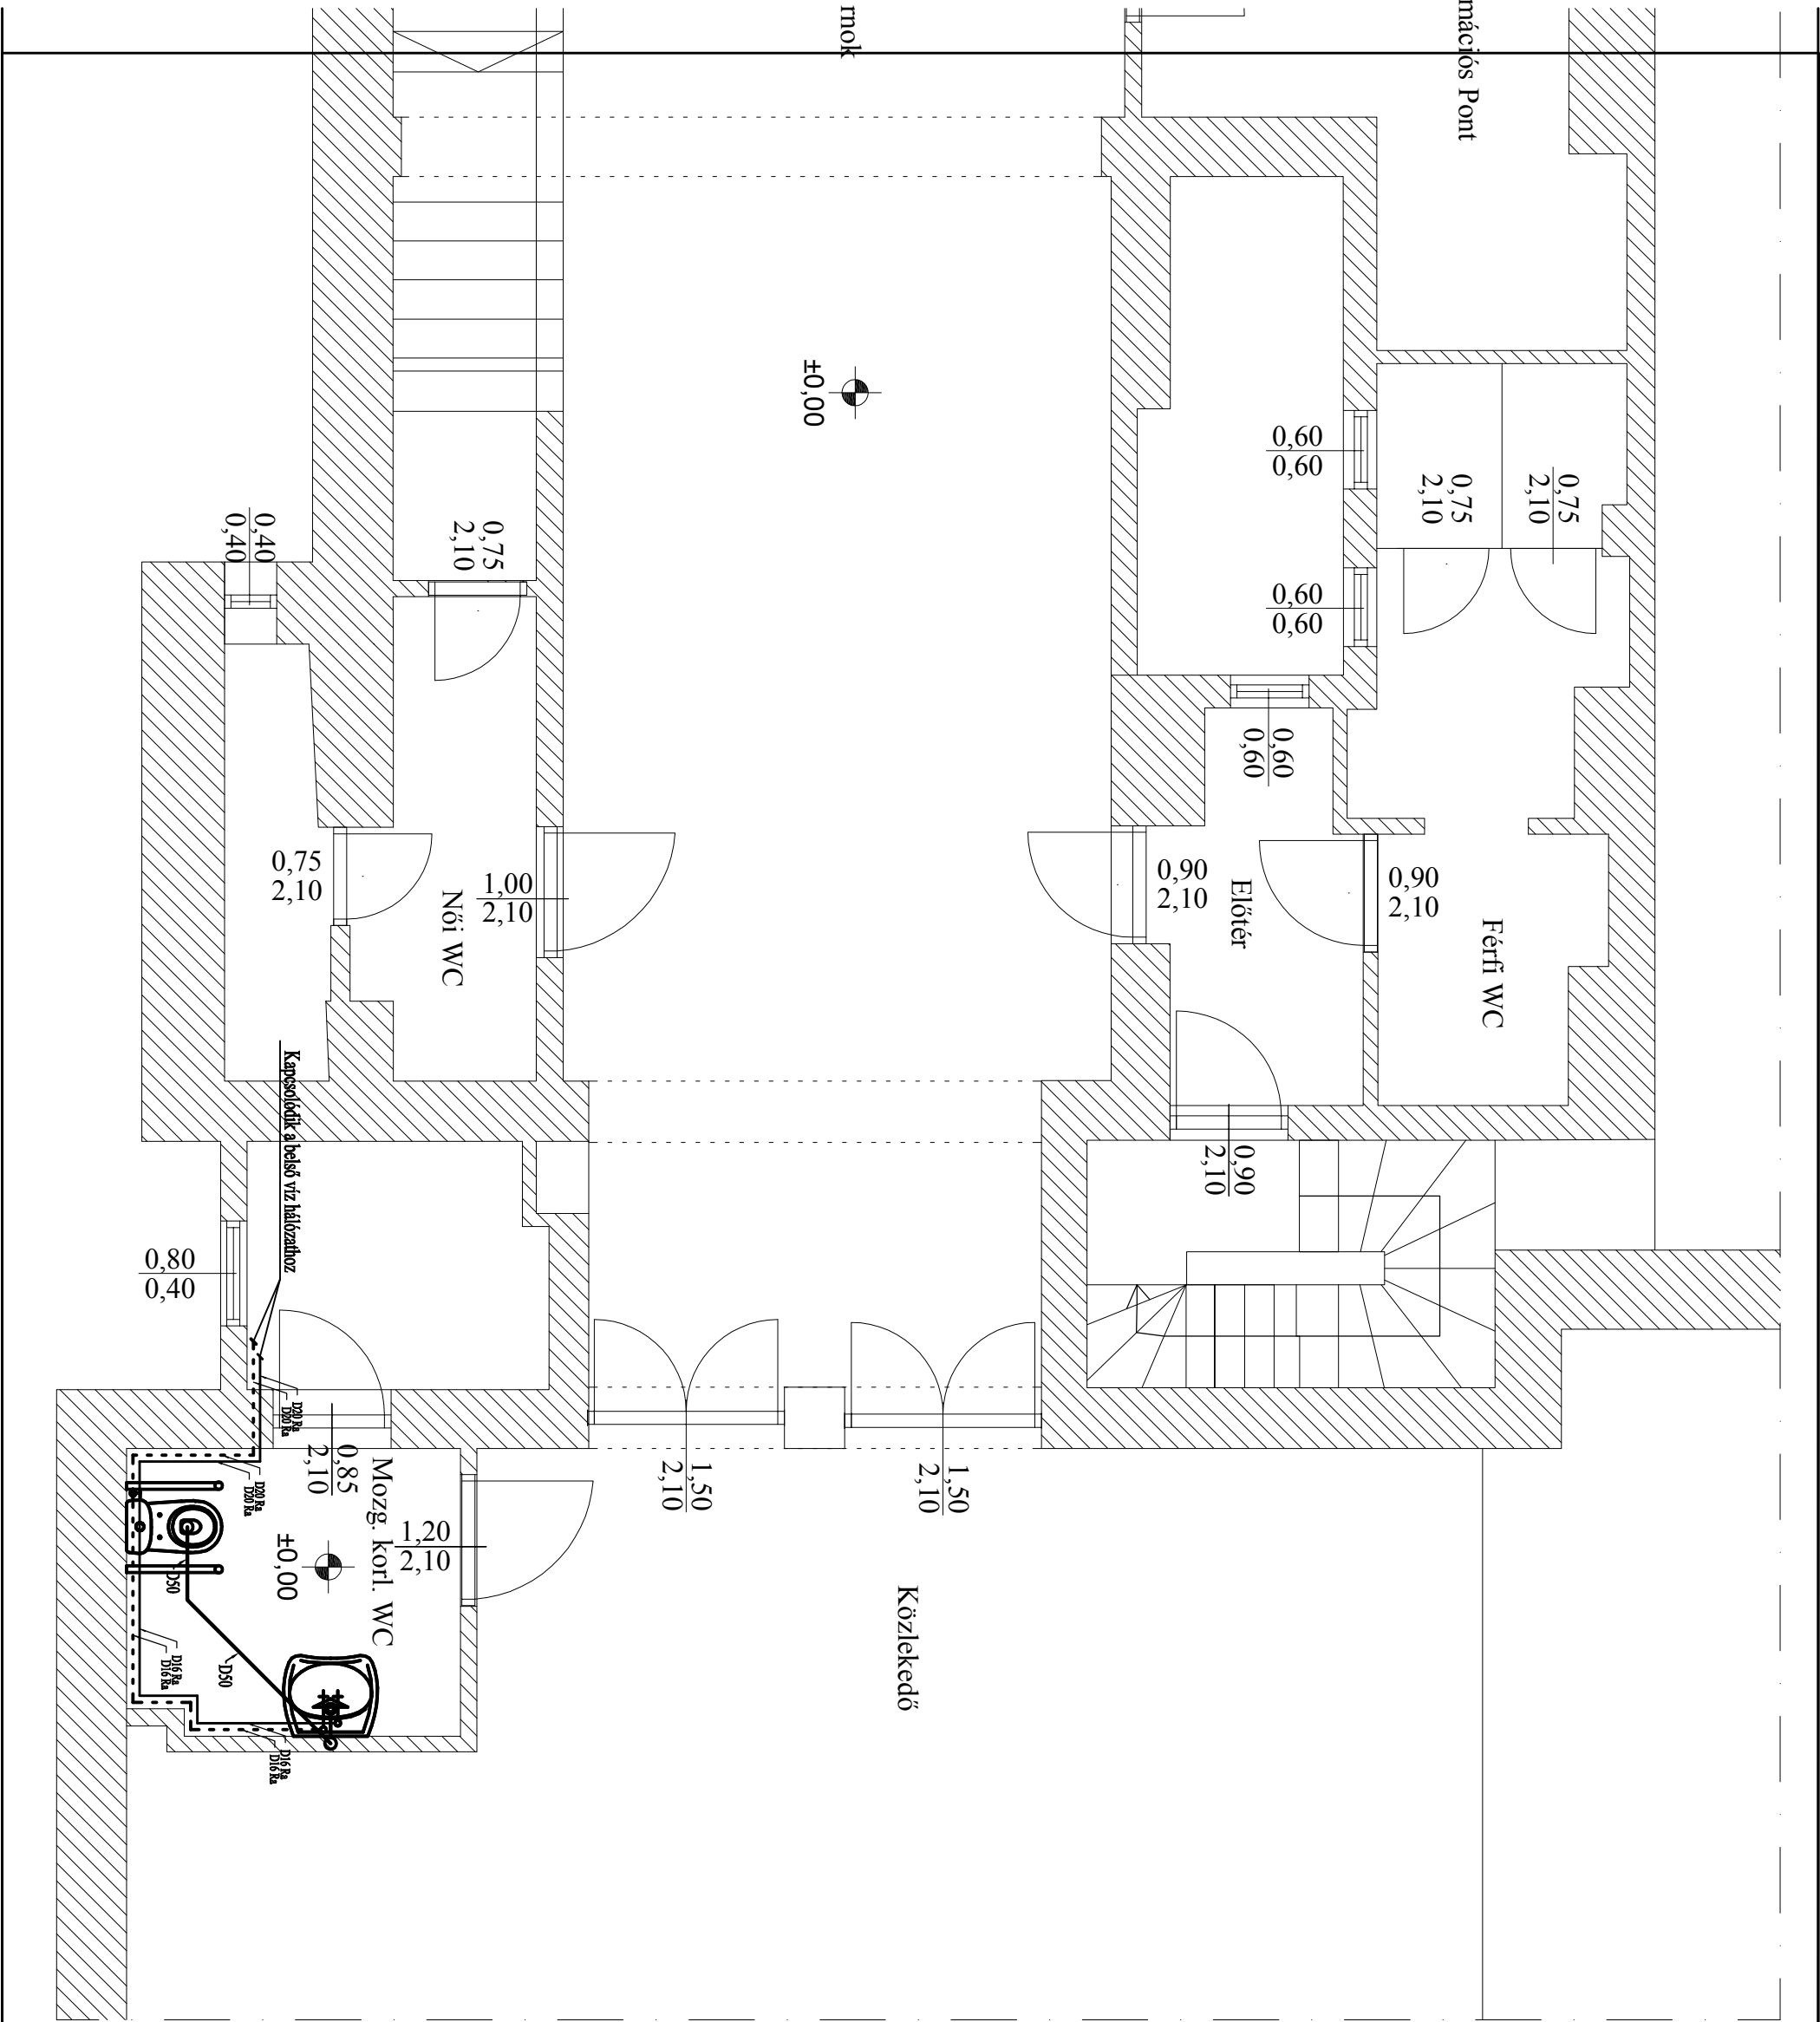 rnok
mációs Pont
±0,00
0,60
0,60
0,75
2,10
0,75
2,10
0,75
2,10
0,40
0,40
0,60
0,60
0,60
0,60
0,75
2,10
Női WC
1,00
2,10
0,90
2,10
Előtér
0,90
2,10
Férfi WC
Kapcsolódik a belső víz hálózathoz
0,90
2,10
0,80
0,40
D20 Ra
D20 Ra
0,85
2,10
1,50
2,10
1,50
2,10
D20 Ra
D20 Ra
Mozg. korl. WC
±0,00
1,20
2,10
D50
Közlekedő
D50
D16 Ra
D16 Ra
D16 Ra
D16 Ra